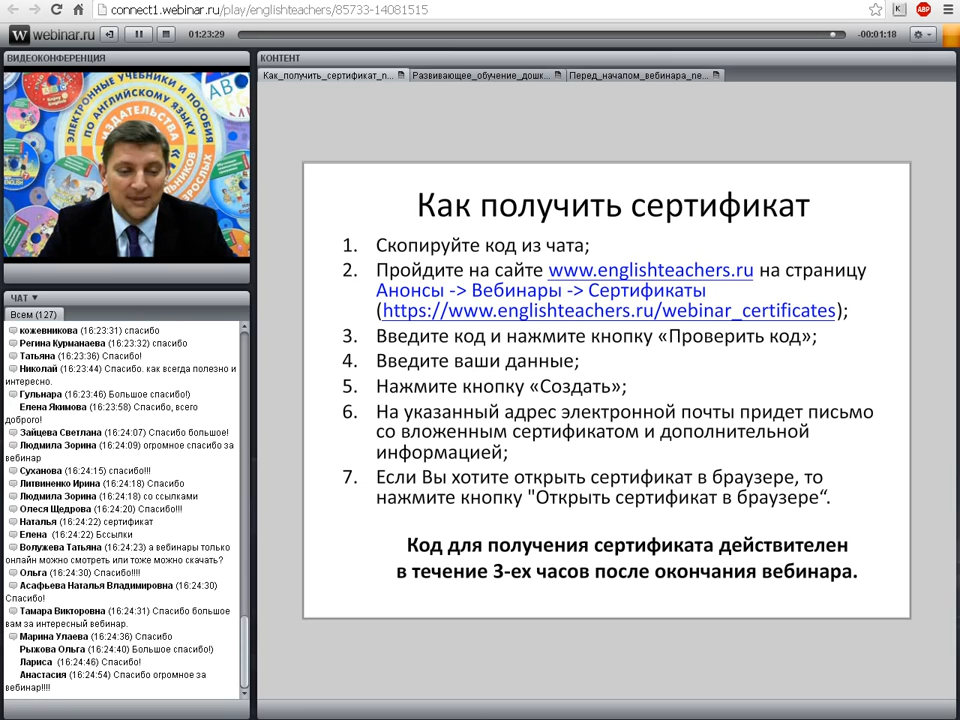 connect1.webinar.ru/play/englishteachers/85733-14081515
webinar.ru
01:23:29
-00:01:18
ВИДЕОКОНФЕРЕНЦИЯ
КОНТЕНТ
Как_получить_сертификат_п...
Развивающее_обучение_дошк...
Перед_началом_вебинара_пе...
ЭЛЕКТРОННЫЕ УЧЕБНИКИ И ПОСОБИЯ
ПО АНГЛИЙСКОМУ ЯЗЫКУ
ИЗДАТЕЛЬСТВА
ЧАТ
Всем (127)
кожевникова (16:23:31) спасибо
Регина Курманаева (16:23:32) спасибо
Татьяна (16:23:36) Спасибо!
Николай (16:23:44) Спасибо. как всегда полезно и
интересно.
Гульнара (16:23:46) Большое спасибо!)
Елена Якимова (16:23:58) Спасибо, всего
доброго!
Зайцева Светлана (16:24:07) Спасибо большое!
Людмила Зорина (16:24:09) огромное спасибо за
вебинар
Суханова (16:24:15) спасибо!!!
Литвиненко Ирина (16:24:18) Спасибо
Людмила Зорина (16:24:18) со ссылками
Олеся Щедрова (16:24:20) Спасибо!!!
Наталья (16:24:22) сертификат
Елена (16:24:22) Бссылки
Волужева Татьяна (16:24:23) а вебинары только
онлайн можно смотреть или тоже можно скачать?
Ольга (16:24:30) Спасибо!!!!
Асафьева Наталья Владимировна (16:24:30)
Спасибо!
Тамара Викторовна (16:24:31) Спасибо большое
вам за интересный вебинар.
Марина Улаева (16:24:36) Спасибо
Рыжова Ольга (16:24:40) Большое спасибо!)
Лариса (16:24:46) Спасибо!
Анастасия (16:24:54) Спасибо огромное за
вебинар!!!!
Как получить сертификат
1. Скопируйте код из чата;
2. Пройдите на сайте www.englishteachers.ru на страницу
Анонсы -> Вебинары -> Сертификаты
(https://www.englishteachers.ru/webinar_certificates);
3. Введите код и нажмите кнопку «Проверить код»;
4. Введите ваши данные;
5. Нажмите кнопку «Создать»;
6. На указанный адрес электронной почты придет письмо
со вложенным сертификатом и дополнительной
информацией;
7. Если Вы хотите открыть сертификат в браузере, то
нажмите кнопку "Открыть сертификат в браузере“.
Код для получения сертификата действителен
в течение 3-ех часов после окончания вебинара.